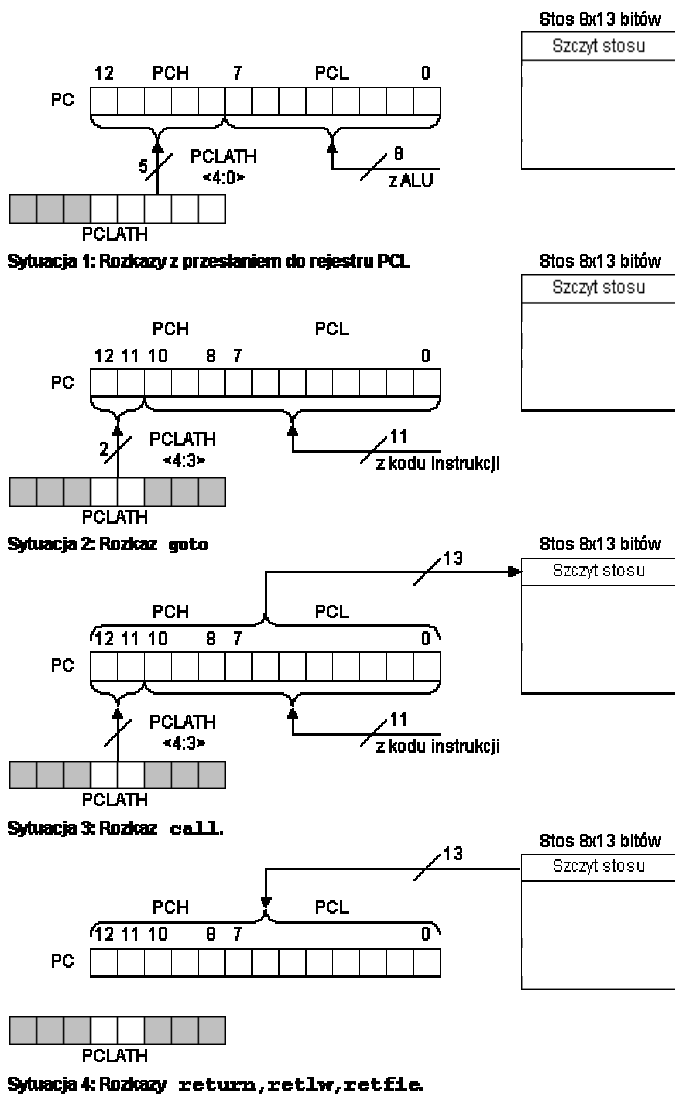 Stos 8x13 bitów
Szczyt stosu
12 PCH 7 PCL 0
PC
5 PCLATH <4:0>
8
z ALU
PCLATH
Sytuacja 1: Rozkazy z przesłaniem do rejestru PCL
Stos 8x13 bitów
Szczyt stosu
PCH PCL
12 11 10 8 7 0
PC
2 PCLATH <4:3>
11
z kodu instrukcji
PCLATH
Sytuacja 2: Rozkaz goto
Stos 8x13 bitów
Szczyt stosu
13
PCH PCL
12 11 10 8 7 0
PC
PCLATH <4:3>
11
z kodu instrukcji
PCLATH
Sytuacja 3: Rozkaz call.
Stos 8x13 bitów
Szczyt stosu
13
PCH PCL
12 11 10 8 7 0
PC
PCLATH
Sytuacja 4: Rozkazy return, retlw, retfie.